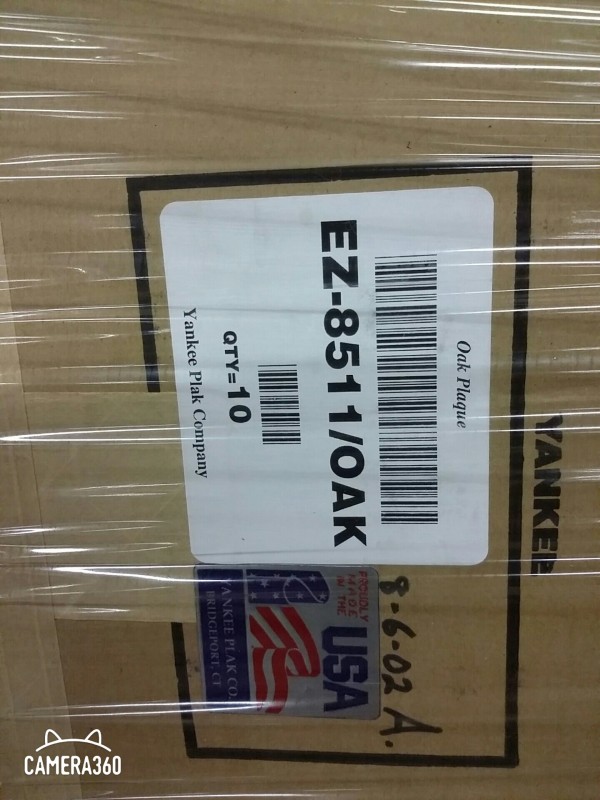 YANKEE
Oak Plaque
EZ-8511/OAK
QTY=10
Yankee Plak Company
8-6-02 A.
PROUDLY
MADE
IN THE
USA
YANKEE PLAK CO.
BRIDGEPORT, CT
CAMERA360